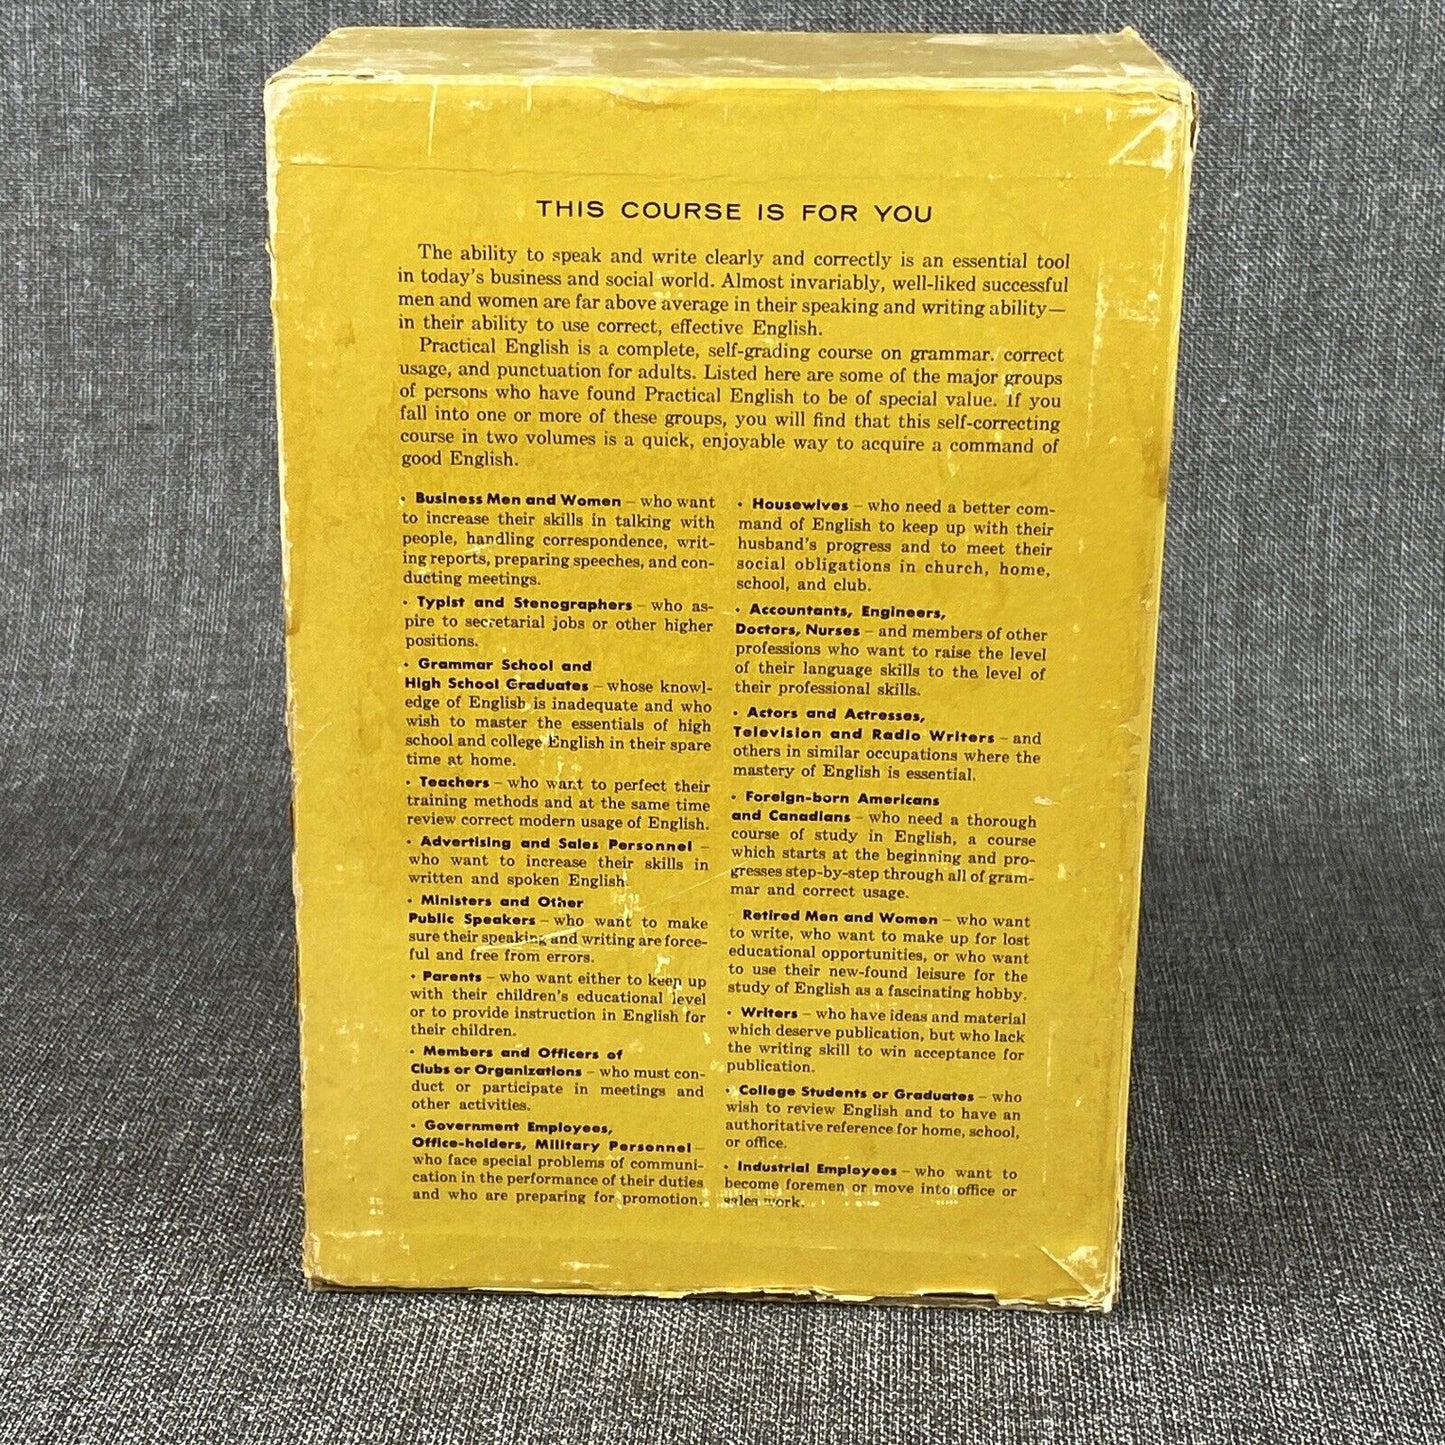 THIS COURSE IS FOR YOU
The ability to speak and write clearly and correctly is an essential tool
in today's business and social world. Almost invariably, well-liked successful
men and women are far above average in their speaking and writing ability—
in their ability to use correct, effective English.
Practical English is a complete, self-grading course on grammar, correct
usage, and punctuation for adults. Listed here are some of the major groups
of persons who have found Practical English to be of special value. If you
fall into one or more of these groups, you will find that this self-correcting
course in two volumes is a quick, enjoyable way to acquire a command of
good English.
• Business Men and Women – who want
to increase their skills in talking with
people, handling correspondence, writ-
ing reports, preparing speeches, and con-
ducting meetings.
• Typist and Stenographers – who as-
pire to secretarial jobs or other higher
positions.
• Grammar School and
High School Graduates – whose knowl-
edge of English is inadequate and who
wish to master the essentials of high
school and college English in their spare
time at home.
• Teachers – who want to perfect their
training methods and at the same time
review correct modern usage of English.
• Advertising and Sales Personnel –
who want to increase their skills in
written and spoken English.
• Ministers and Other
Public Speakers – who want to make
sure their speaking and writing are force-
ful and free from errors.
• Parents – who want either to keep up
with their children's educational level
or to provide instruction in English for
their children.
• Members and Officers of
Clubs or Organizations – who must con-
duct or participate in meetings and
other activities.
• Government Employees,
Office-holders, Military Personnel –
who face special problems of communi-
cation in the performance of their duties
and who are preparing for promotion.
• Housewives – who need a better com-
mand of English to keep up with their
husband's progress and to meet their
social obligations in church, home,
school, and club.
• Accountants, Engineers,
Doctors, Nurses – and members of other
professions who want to raise the level
of their language skills to the level of
their professional skills.
• Actors and Actresses,
Television and Radio Writers – and
others in similar occupations where the
mastery of English is essential.
• Foreign-born Americans
and Canadians – who need a thorough
course of study in English, a course
which starts at the beginning and pro-
gresses step-by-step through all of gram-
mar and correct usage.
• Retired Men and Women – who want
to write, who want to make up for lost
educational opportunities, or who want
to use their new-found leisure for the
study of English as a fascinating hobby.
• Writers – who have ideas and material
which deserve publication, but who lack
the writing skill to win acceptance for
publication.
• College Students or Graduates – who
wish to review English and to have an
authoritative reference for home, school,
or office.
• Industrial Employees – who want to
become foremen or move into office or
sales work.